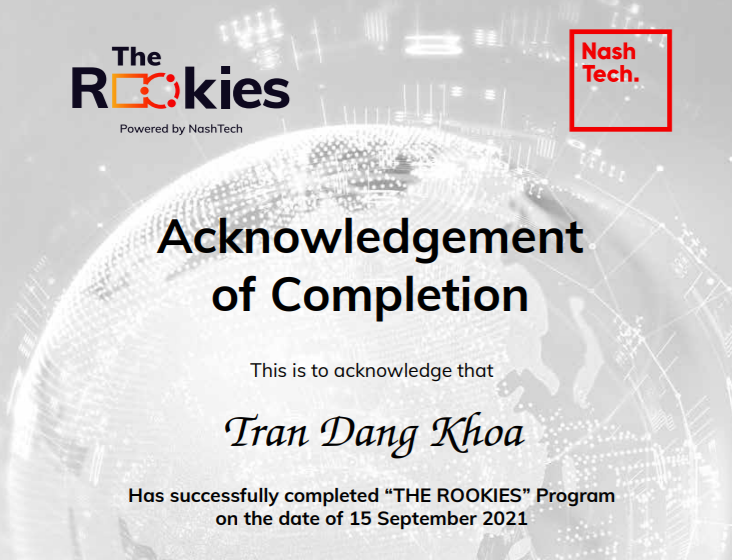 The
Rookies
Powered by NashTech
Nash
Tech.
Acknowledgement
of Completion
This is to acknowledge that
Tran Dang Khoa
Has successfully completed “THE ROOKIES” Program
on the date of 15 September 2021